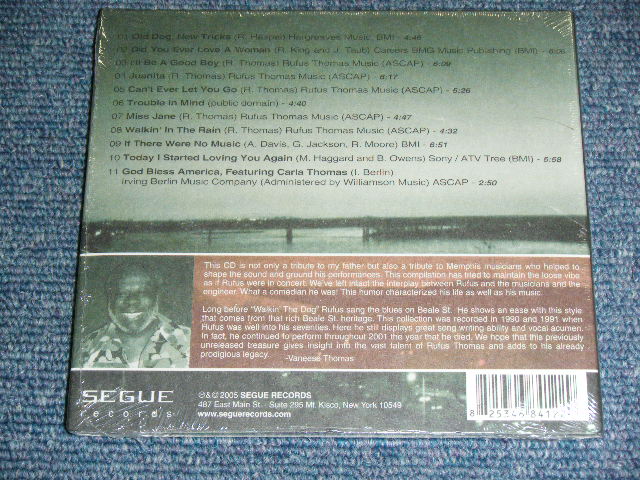 01 Old Dog, New Tricks (R. Harper) Hargreaves Music, BMI - 4:46
02 Did You Ever Love A Woman (R. King and J. Taub) Careers BMG Music Publishing (BMI) - 6:06
03 I'll Be A Good Boy (R. Thomas) Rufus Thomas Music (ASCAP) - 6:09
04 Juanita (R. Thomas) Rufus Thomas Music (ASCAP) - 6:17
05 Can't Ever Let You Go (R. Thomas) Rufus Thomas Music (ASCAP) - 5:26
06 Trouble In Mind (public domain) - 4:40
07 Miss Jane (R. Thomas) Rufus Thomas Music (ASCAP) - 4:47
08 Walkin' In The Rain (R. Thomas) Rufus Thomas Music (ASCAP) - 4:32
09 If There Were No Music (A. Davis, G. Jackson, R. Moore) BMI - 6:51
10 Today I Started Loving You Again (M. Haggard and B. Owens) Sony / ATV Tree (BMI) - 6:58
11 God Bless America, Featuring Carla Thomas (I. Berlin)
Irving Berlin Music Company (Administered by Williamson Music) ASCAP - 2:50
This CD is not only a tribute to my father but also a tribute to Memphis musicians who helped to
shape the sound and ground his performances. This compilation has tried to maintain the loose vibe
as if Rufus were in concert. We've left intact the interplay between Rufus and the musicians and the
engineer. What a comedian he was! This humor characterized his life as well as his music.
Long before "Walkin' The Dog" Rufus sang the blues on Beale St. He shows an ease with this style
that comes from that rich Beale St. heritage. This collection was recorded in 1990 and 1991 when
Rufus was well into his seventies. Here he still displays great song writing ability and vocal acumen.
In fact, he continued to perform throughout 2001 the year that he died. We hope that this previously
unreleased treasure gives insight into the vast talent of Rufus Thomas and adds to his already
prodigious legacy.
-Vaneese Thomas
SEGUE
records
℗&© 2005 SEGUE RECORDS
487 East Main St. - Suite 295 Mt. Kisco, New York 10549
www.seguerecords.com
8 25346 841